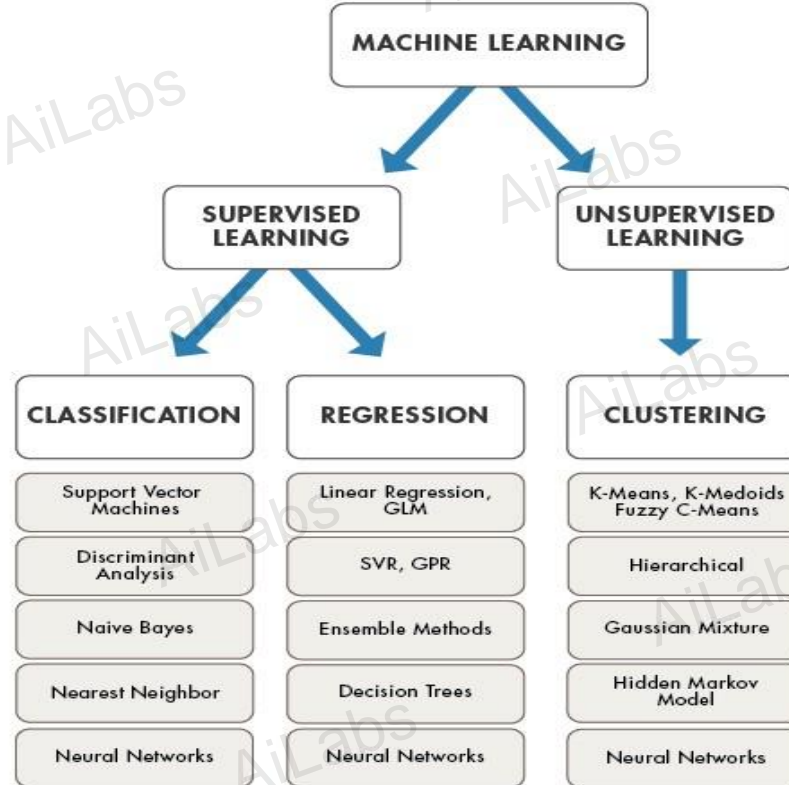 MACHINE LEARNING
SUPERVISED
LEARNING
UNSUPERVISED
LEARNING
CLASSIFICATION
REGRESSION
CLUSTERING
Support Vector
Machines
Linear Regression,
GLM
K-Means, K-Medoids
Fuzzy C-Means
Discriminant
Analysis
SVR, GPR
Hierarchical
Naive Bayes
Ensemble Methods
Gaussian Mixture
Nearest Neighbor
Decision Trees
Hidden Markov
Model
Neural Networks
Neural Networks
Neural Networks
AiLabs
AiLabs
AiLabs
AiLabs
AiLabs
AiLab
AiLabs